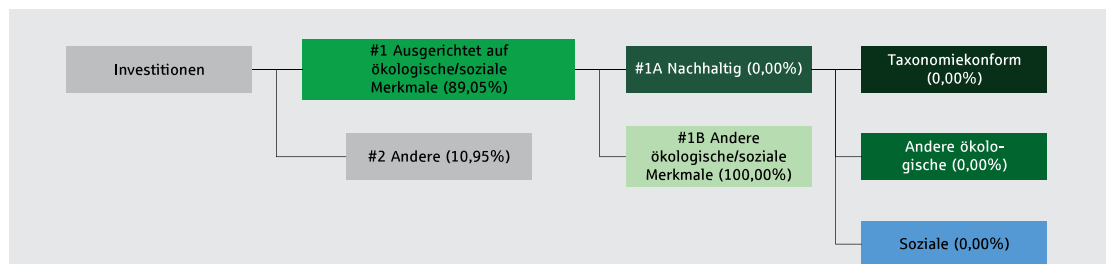 Investitionen
#1 Ausgerichtet auf
ökologische/soziale
Merkmale (89,05%)
#2 Andere (10,95%)
#1A Nachhaltig (0,00%)
#1B Andere
ökologische/soziale
Merkmale (100,00%)
Taxonomiekonform
(0,00%)
Andere ökolo-
gische (0,00%)
Soziale (0,00%)